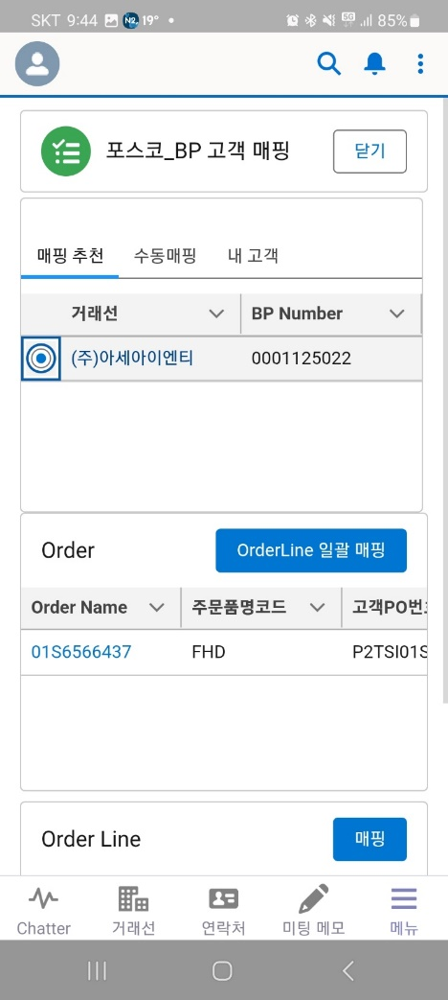 SKT 9:44 N2 19° •
5G 85%
포스코_BP 고객 매핑
닫기
매핑 추천 수동매핑 내 고객
거래선 BP Number
(주)아세아이엔티 0001125022
Order
OrderLine 일괄 매핑
Order Name 주문품명코드 고객PO번
01S6566437 FHD P2TSI01S
Order Line
매핑
Chatter 거래선 연락처 미팅 메모 메뉴